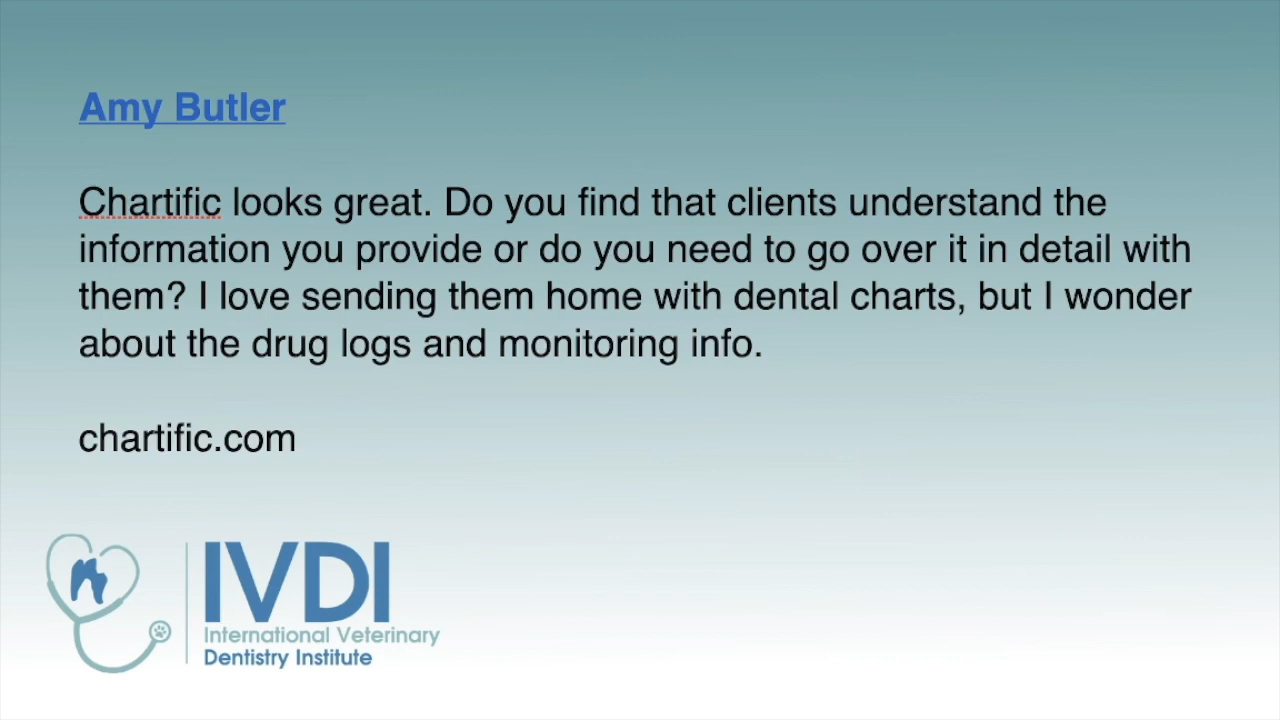 Amy Butler
Chartific looks great. Do you find that clients understand the
information you provide or do you need to go over it in detail with
them? I love sending them home with dental charts, but I wonder
about the drug logs and monitoring info.
chartific.com
IVDI
International Veterinary
Dentistry Institute